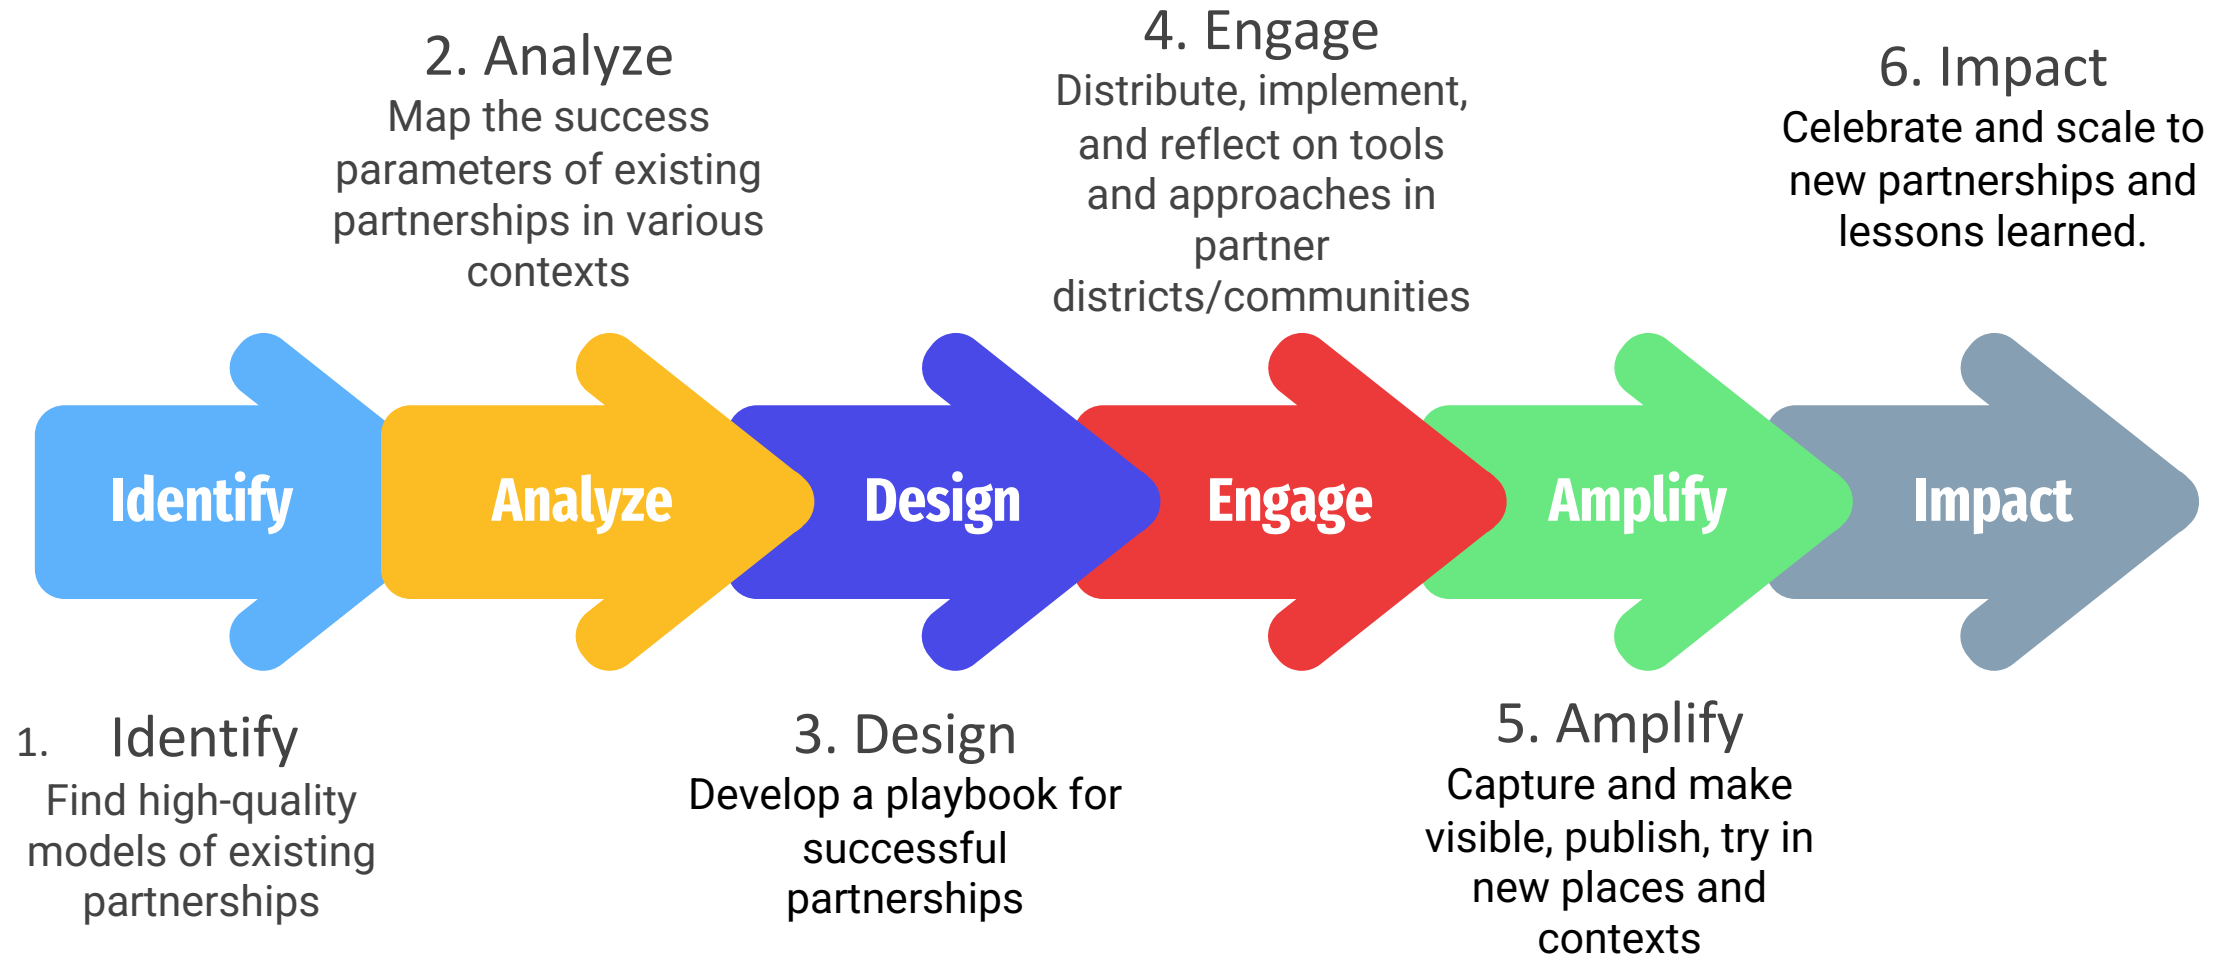 2. Analyze
Map the success
parameters of existing
partnerships in various
contexts
4. Engage
Distribute, implement,
and reflect on tools
and approaches in
partner
districts/communities
6. Impact
Celebrate and scale to
new partnerships and
lessons learned.
Identify
Analyze
Design
Engage
Amplify
Impact
1. Identify
Find high-quality
models of existing
partnerships
3. Design
Develop a playbook for
successful
partnerships
5. Amplify
Capture and make
visible, publish, try in
new places and
contexts